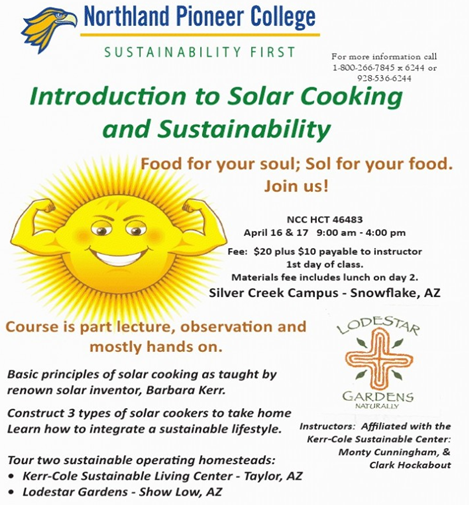 Northland Pioneer College
SUSTAINABILITY FIRST
For more information call
1-800-266-7845 x 6244 or
928-536-6244
Introduction to Solar Cooking
and Sustainability
Food for your soul; Sol for your food.
Join us!
NCC HCT 46483
April 16 & 17 9:00 am - 4:00 pm
Fee: $20 plus $10 payable to instructor
1st day of class.
Materials fee includes lunch on day 2.
Silver Creek Campus - Snowflake, AZ
Course is part lecture, observation and
mostly hands on.
Basic principles of solar cooking as taught by
renown solar inventor, Barbara Kerr.
Construct 3 types of solar cookers to take home
Learn how to integrate a sustainable lifestyle.
Tour two sustainable operating homesteads:
• Kerr-Cole Sustainable Living Center - Taylor, AZ
• Lodestar Gardens - Show Low, AZ
LODESTAR
GARDENS
NATURALLY
Instructors: Affiliated with the
Kerr-Cole Sustainable Center:
Monty Cunningham, &
Clark Hockabout